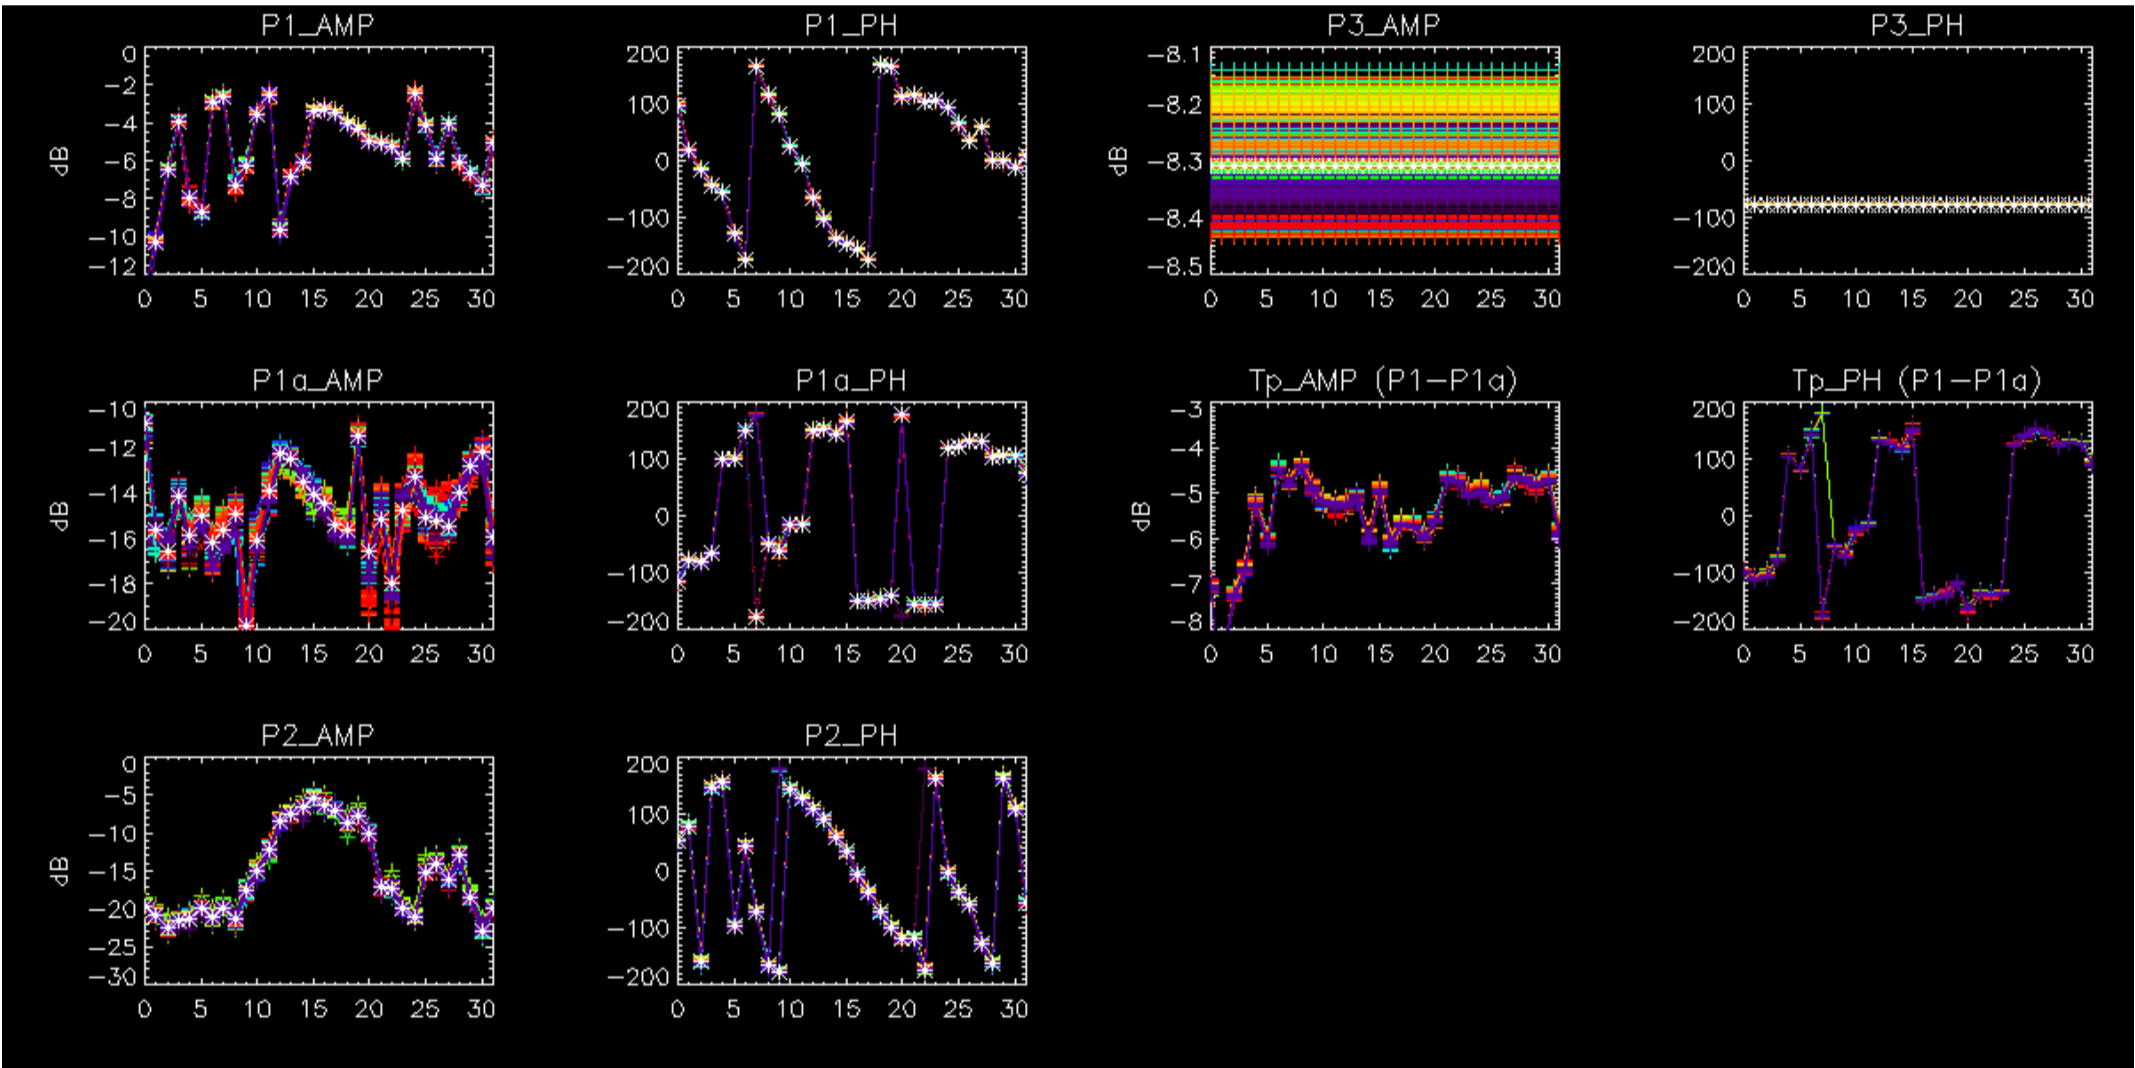 P1_AMP
0
−2
−4
−6
−8
−10
−12
dB
0 5 10 15 20 25 30
P1_PH
200
100
0
−100
−200
0 5 10 15 20 25 30
P3_AMP
−8.1
−8.2
−8.3
−8.4
−8.5
dB
0 5 10 15 20 25 30
P3_PH
200
100
0
−100
−200
0 5 10 15 20 25 30
P1a_AMP
−10
−12
−14
−16
−18
−20
dB
0 5 10 15 20 25 30
P1a_PH
200
100
0
−100
−200
0 5 10 15 20 25 30
Tp_AMP (P1−P1a)
−3
−4
−5
−6
−7
−8
dB
0 5 10 15 20 25 30
Tp_PH (P1−P1a)
200
100
0
−100
−200
0 5 10 15 20 25 30
P2_AMP
0
−5
−10
−15
−20
−25
−30
dB
0 5 10 15 20 25 30
P2_PH
200
100
0
−100
−200
0 5 10 15 20 25 30